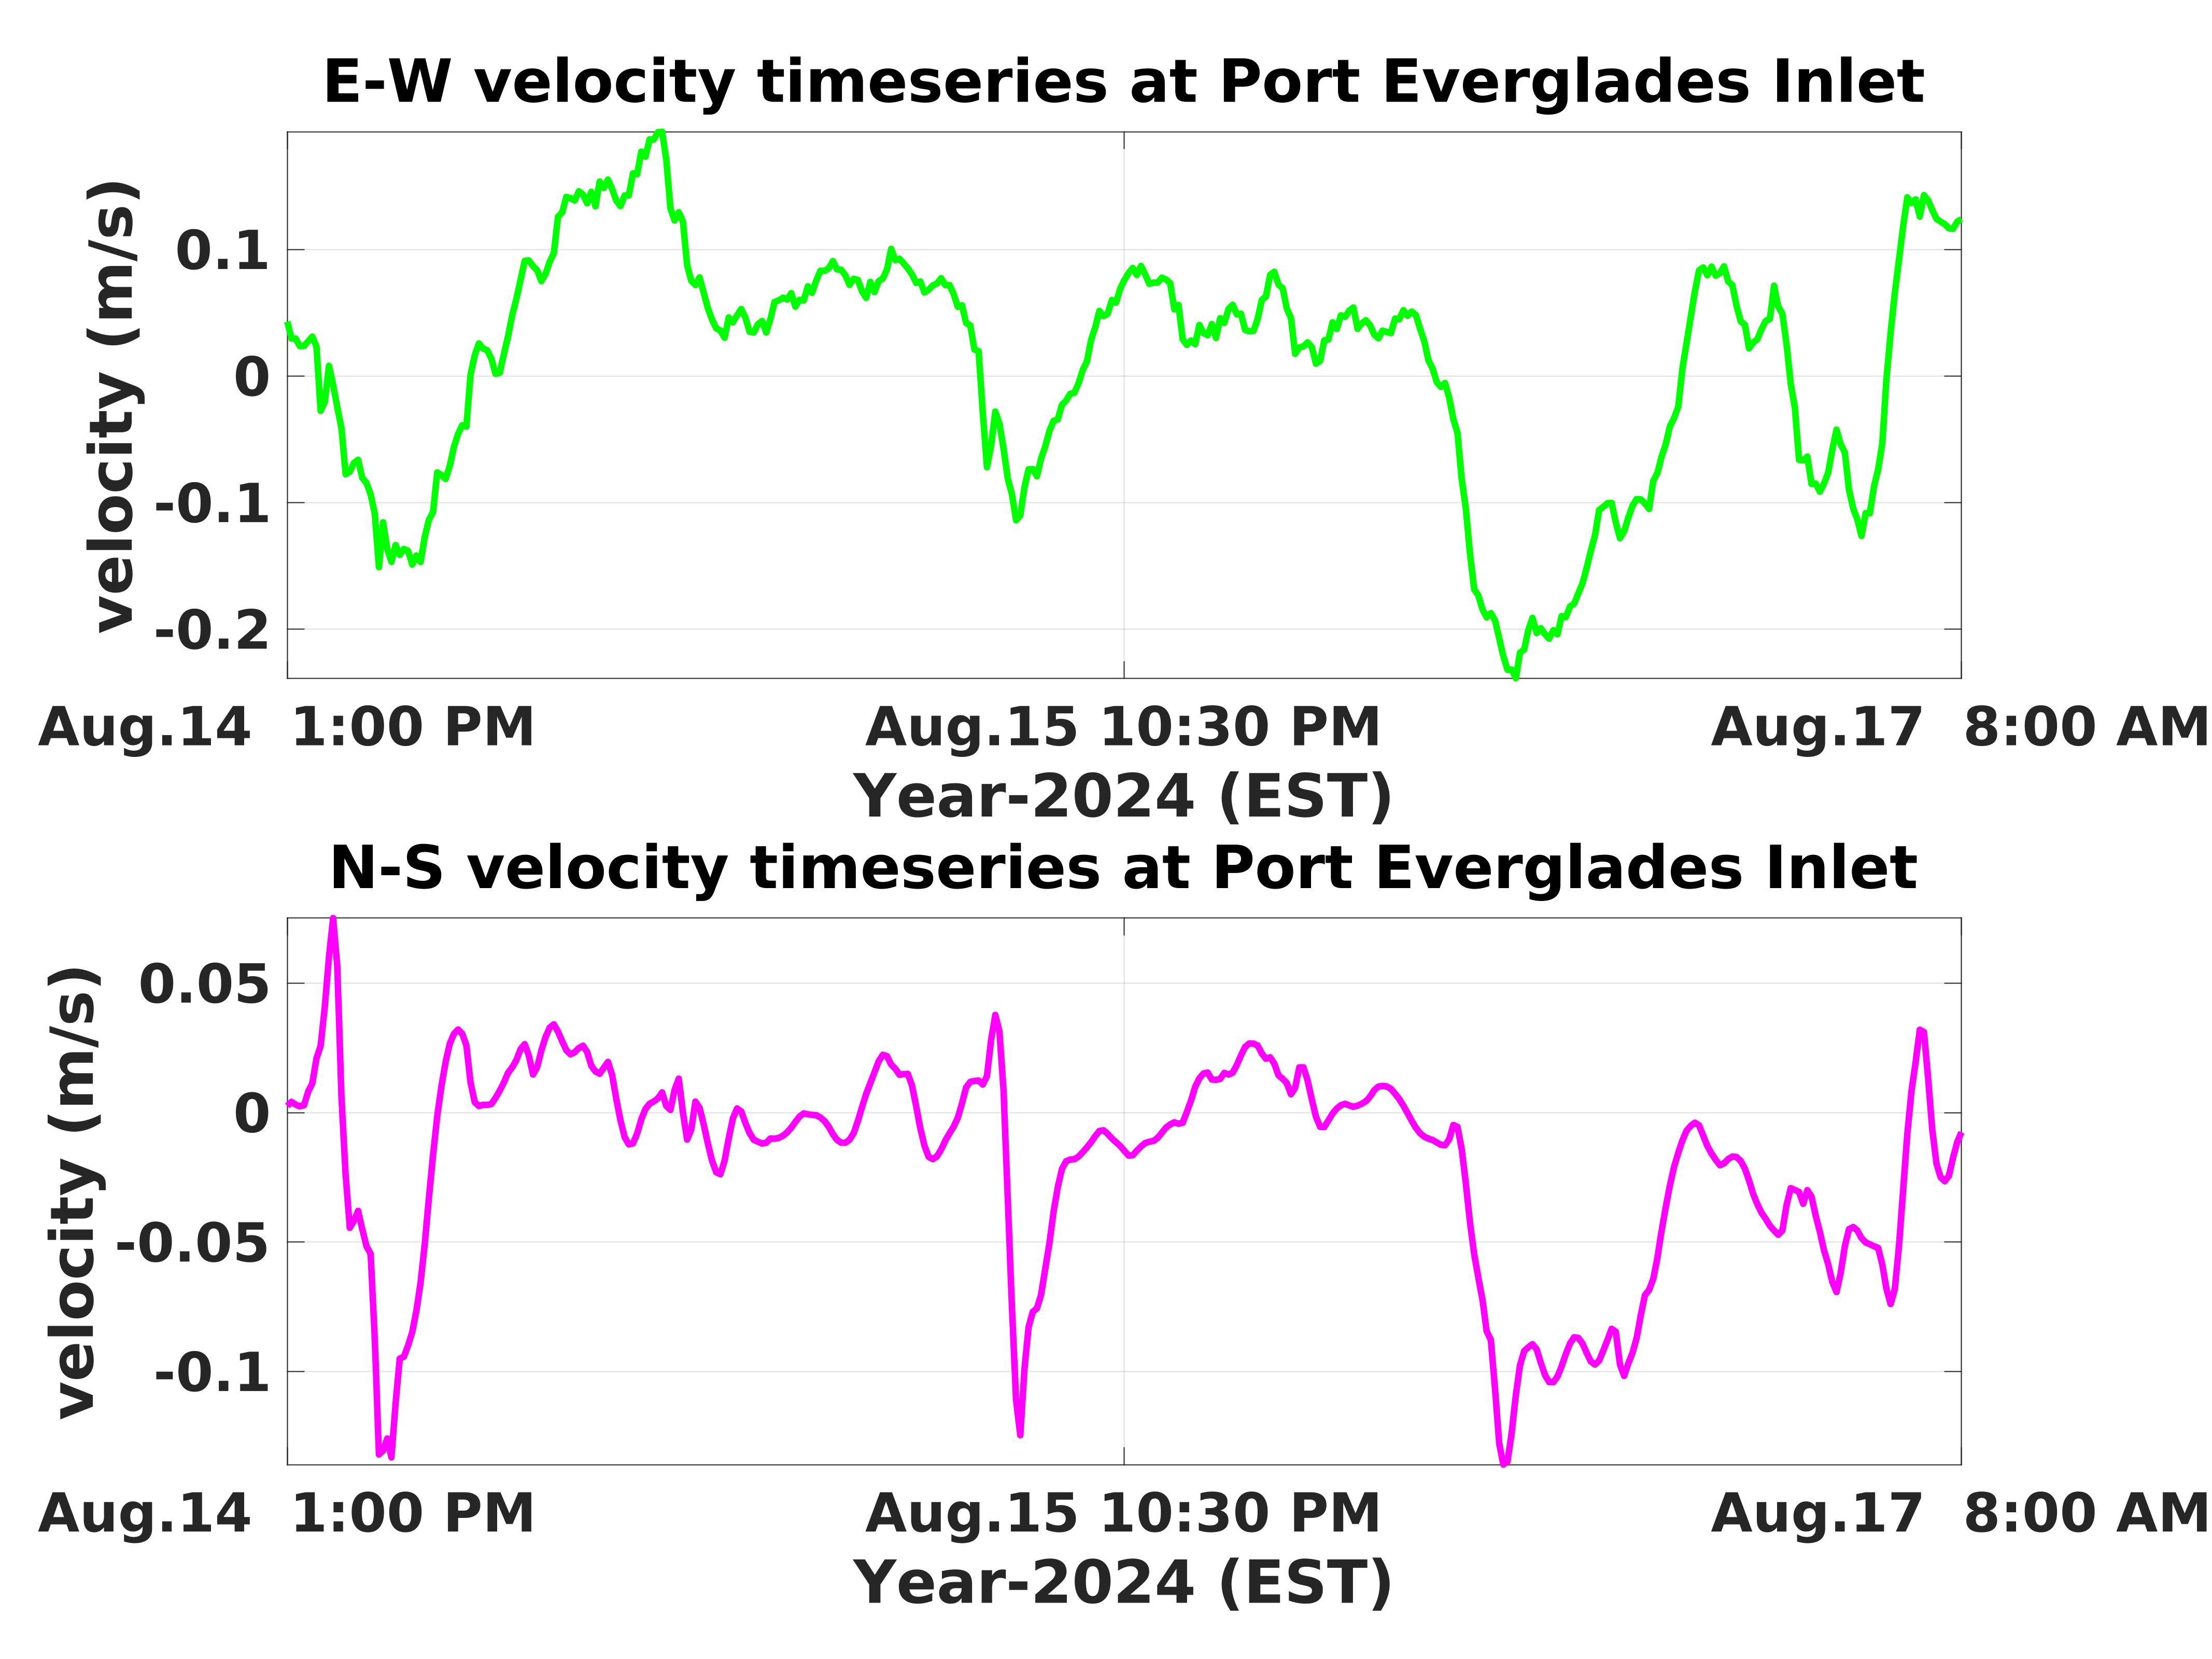 E-W velocity timeseries at Port Everglades Inlet
velocity (m/s)
0.1
0
-0.1
-0.2
Aug.14 1:00 PM Aug.15 10:30 PM Aug.17 8:00 AM
Year-2024 (EST)
N-S velocity timeseries at Port Everglades Inlet
velocity (m/s)
0.05
0
-0.05
-0.1
Aug.14 1:00 PM Aug.15 10:30 PM Aug.17 8:00 AM
Year-2024 (EST)